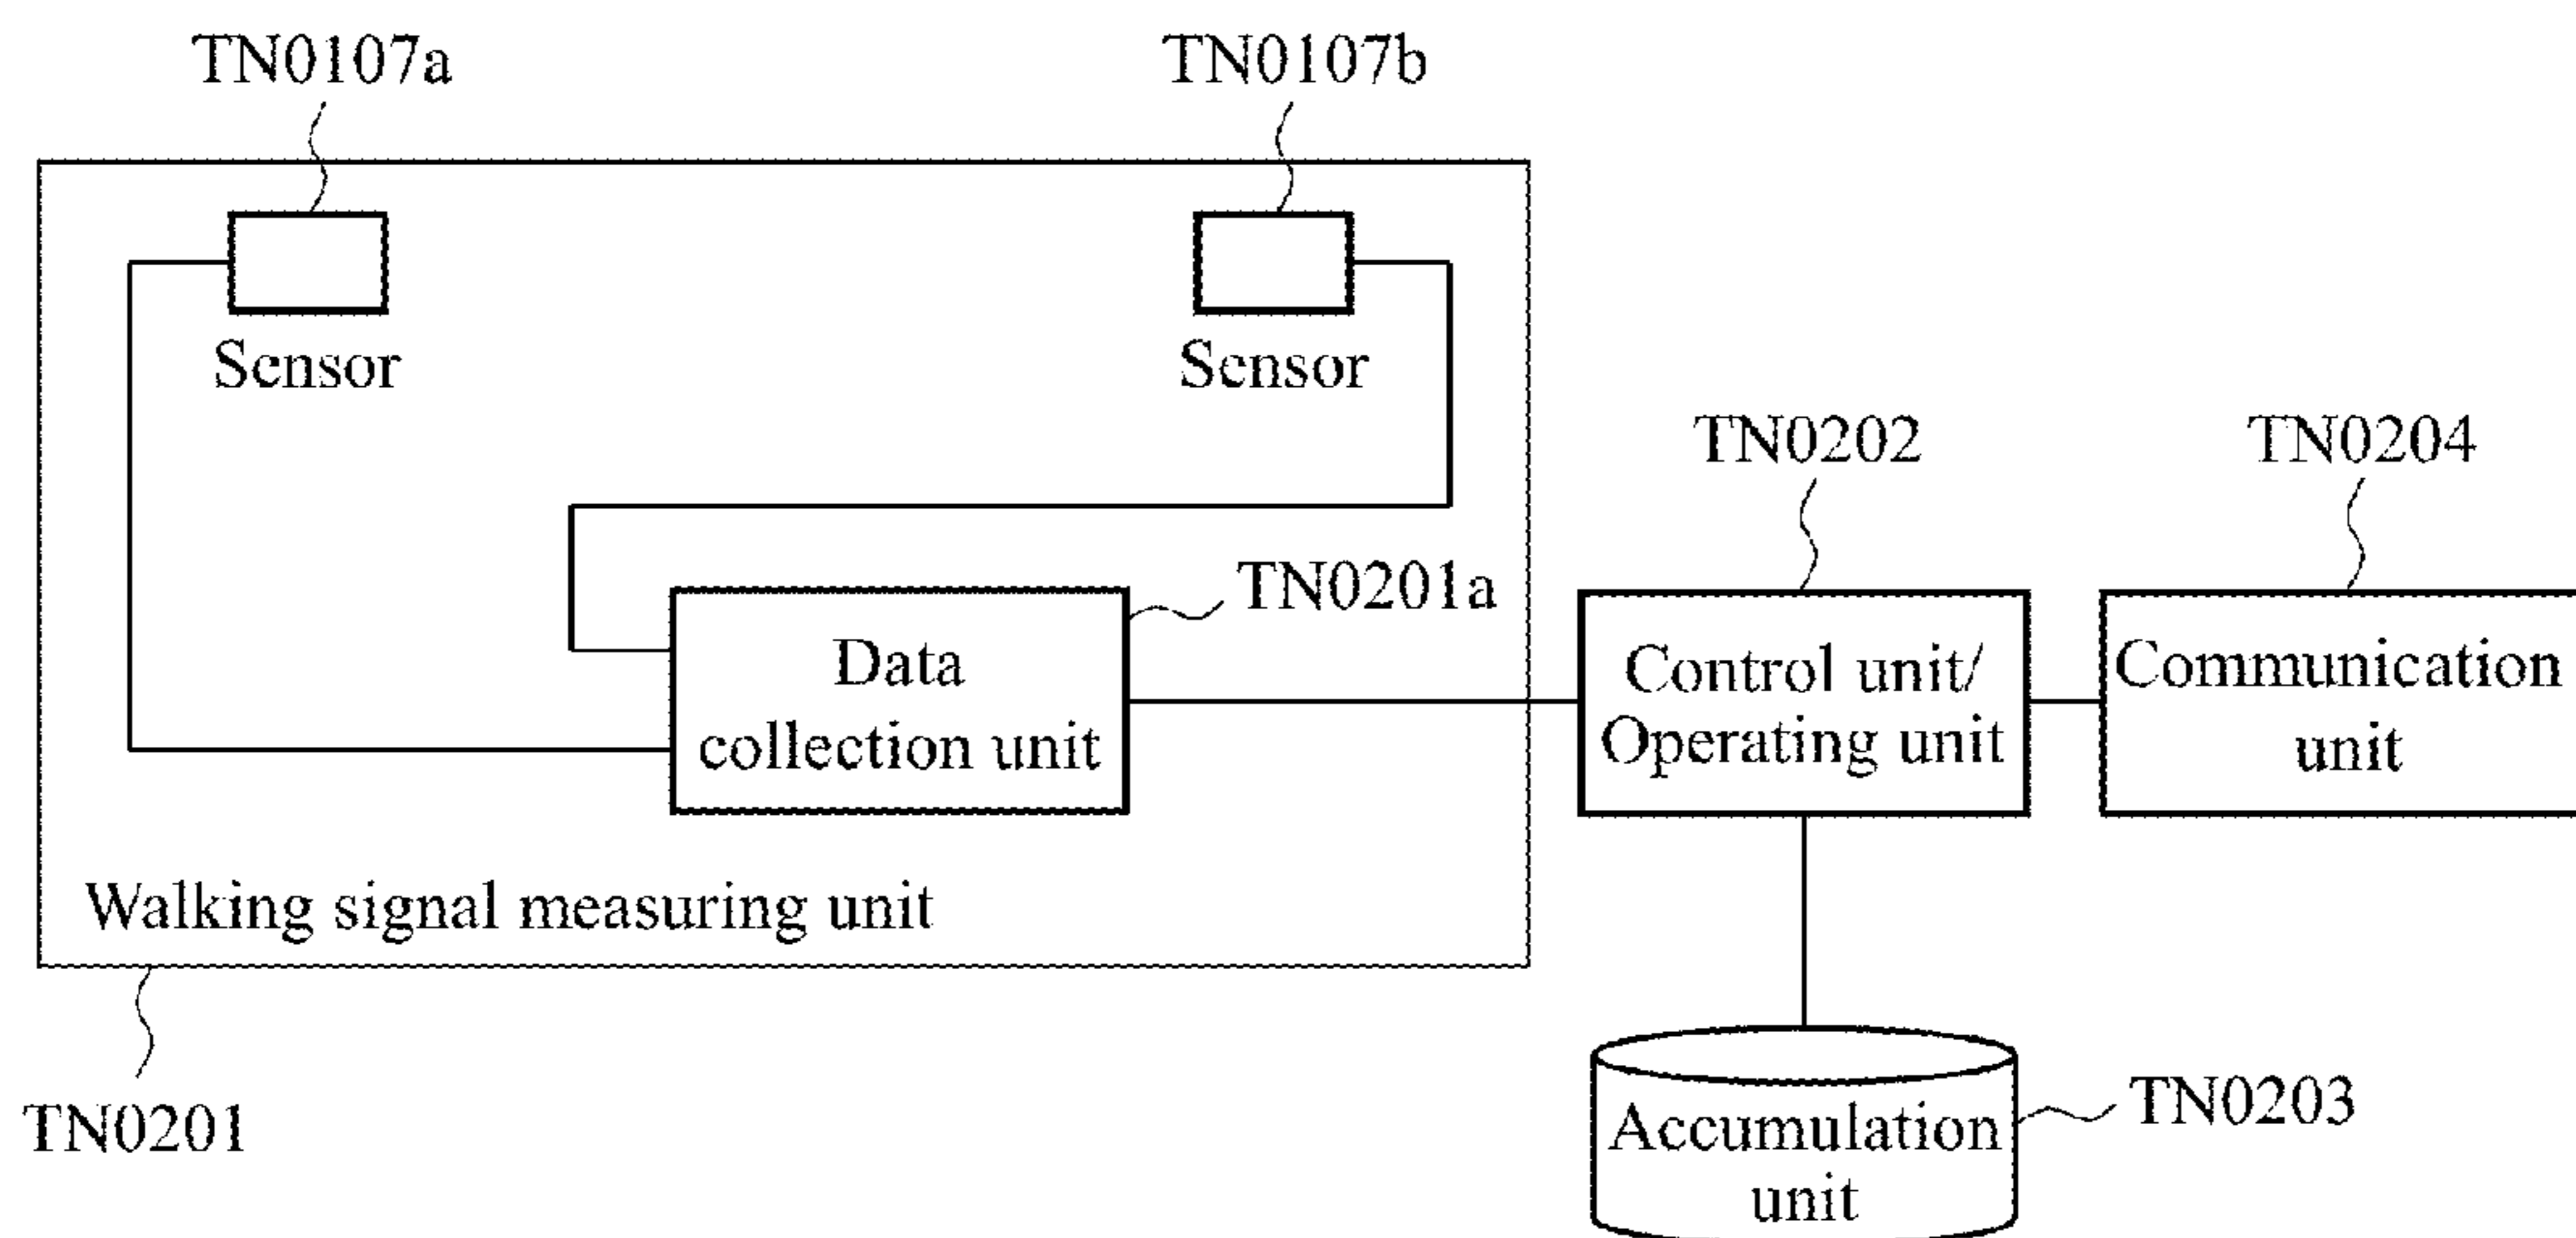 TN0107a
TN0107b
Sensor
Sensor
TN0202
TN0204
TN0201a
Data
collection unit
Control unit/
Operating unit
Communication
unit
Walking signal measuring unit
TN0201
TN0203
Accumulation
unit